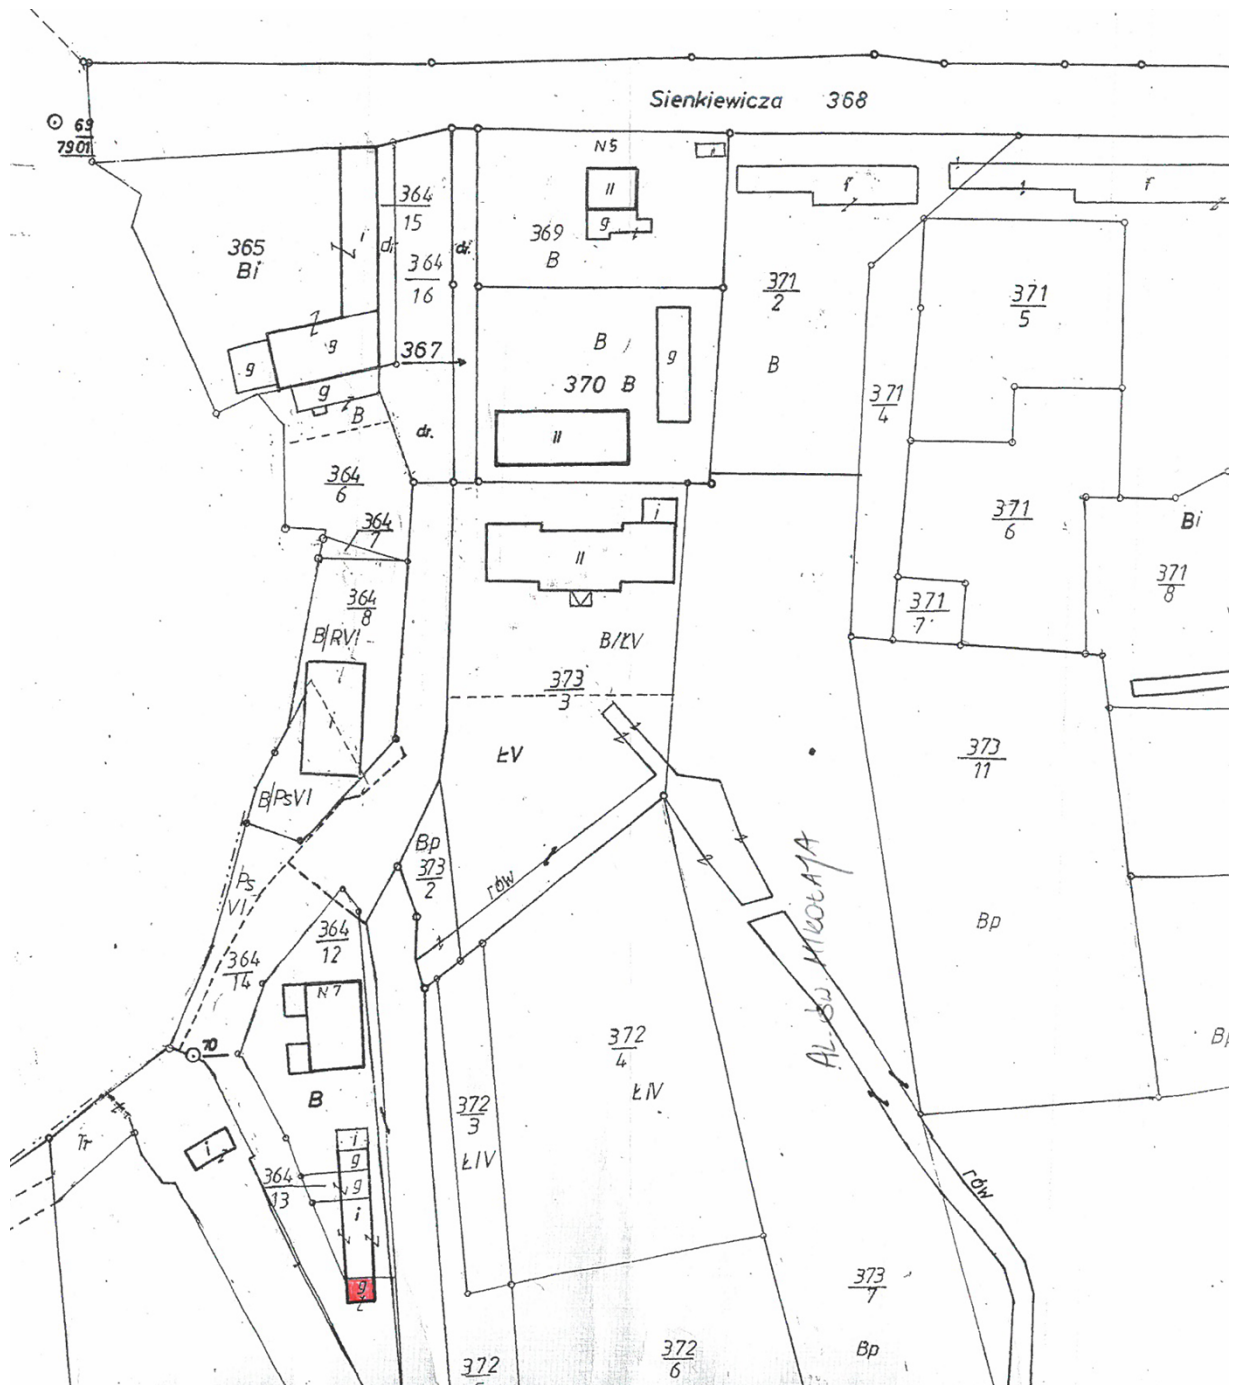 Sienkiewicza 368
69
7901
N5
i
364
15
II
f
f
365
Bi
i
dr
dr.
g
369
B
364
16
371
2
371
5
B
g
g
g
367
B
g
370 B
B
371
4
B
dr.
II
364
6
364
7
i
371
6
Bi
371
8
II
364
8
371
7
B/RVI
B/ŁV
373
3
i
ŁV
373
11
B/PsVI
Bp
373
2
rów
Ps
VI
AL. ŚW. MIKOŁAJA
Bp
364
12
364
14
N7
70
372
4
Bp
ŁIV
B
372
3
Tr
i
i
g
ŁIV
364
13
g
i
rów
g
373
7
372
6
Bp
372